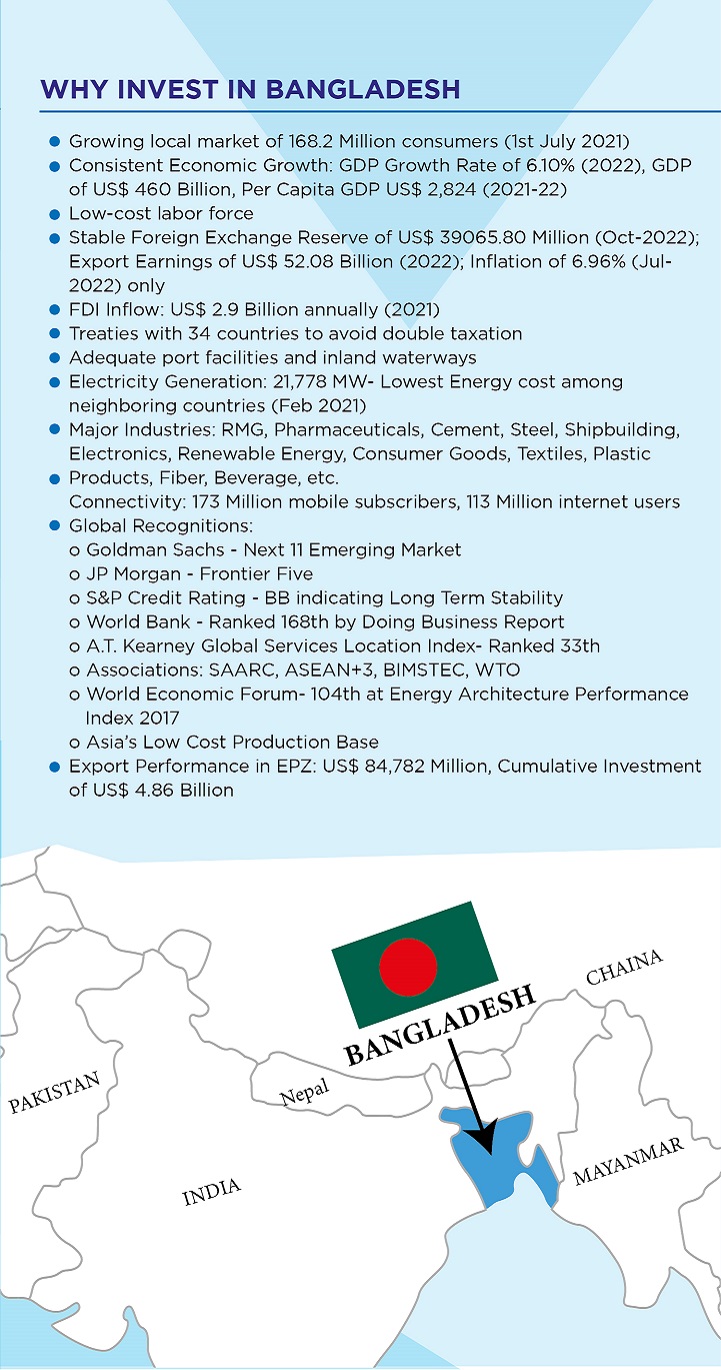 WHY INVEST IN BANGLADESH
● Growing local market of 168.2 Million consumers (1st July 2021)
● Consistent Economic Growth: GDP Growth Rate of 6.10% (2022), GDP
of US$ 460 Billion, Per Capita GDP US$ 2,824 (2021-22)
● Low-cost labor force
● Stable Foreign Exchange Reserve of US$ 39065.80 Million (Oct-2022);
Export Earnings of US$ 52.08 Billion (2022); Inflation of 6.96% (Jul-
2022) only
● FDI Inflow: US$ 2.9 Billion annually (2021)
● Treaties with 34 countries to avoid double taxation
● Adequate port facilities and inland waterways
● Electricity Generation: 21,778 MW- Lowest Energy cost among
neighboring countries (Feb 2021)
● Major Industries: RMG, Pharmaceuticals, Cement, Steel, Shipbuilding,
Electronics, Renewable Energy, Consumer Goods, Textiles, Plastic
● Products, Fiber, Beverage, etc.
Connectivity: 173 Million mobile subscribers, 113 Million internet users
● Global Recognitions:
o Goldman Sachs - Next 11 Emerging Market
o JP Morgan - Frontier Five
o S&P Credit Rating - BB indicating Long Term Stability
o World Bank - Ranked 168th by Doing Business Report
o A.T. Kearney Global Services Location Index- Ranked 33th
o Associations: SAARC, ASEAN+3, BIMSTEC, WTO
o World Economic Forum- 104th at Energy Architecture Performance
Index 2017
o Asia's Low Cost Production Base
● Export Performance in EPZ: US$ 84,782 Million, Cumulative Investment
of US$ 4.86 Billion
CHAINA
BANGLADESH
PAKISTAN
Nepal
MAYANMAR
INDIA